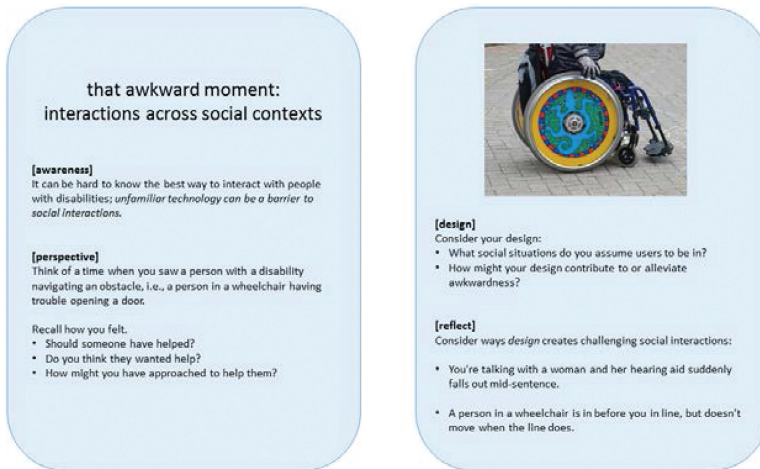 that awkward moment:
interactions across social contexts
[awareness]
It can be hard to know the best way to interact with people
with disabilities; unfamiliar technology can be a barrier to
social interactions.
[perspective]
Think of a time when you saw a person with a disability
navigating an obstacle, i.e., a person in a wheelchair having
trouble opening a door.
Recall how you felt.
• Should someone have helped?
• Do you think they wanted help?
• How might you have approached to help them?
[design]
Consider your design:
• What social situations do you assume users to be in?
• How might your design contribute to or alleviate
awkwardness?
[reflect]
Consider ways design creates challenging social interactions:
• You're talking with a woman and her hearing aid suddenly
falls out mid-sentence.
• A person in a wheelchair is in before you in line, but doesn't
move when the line does.